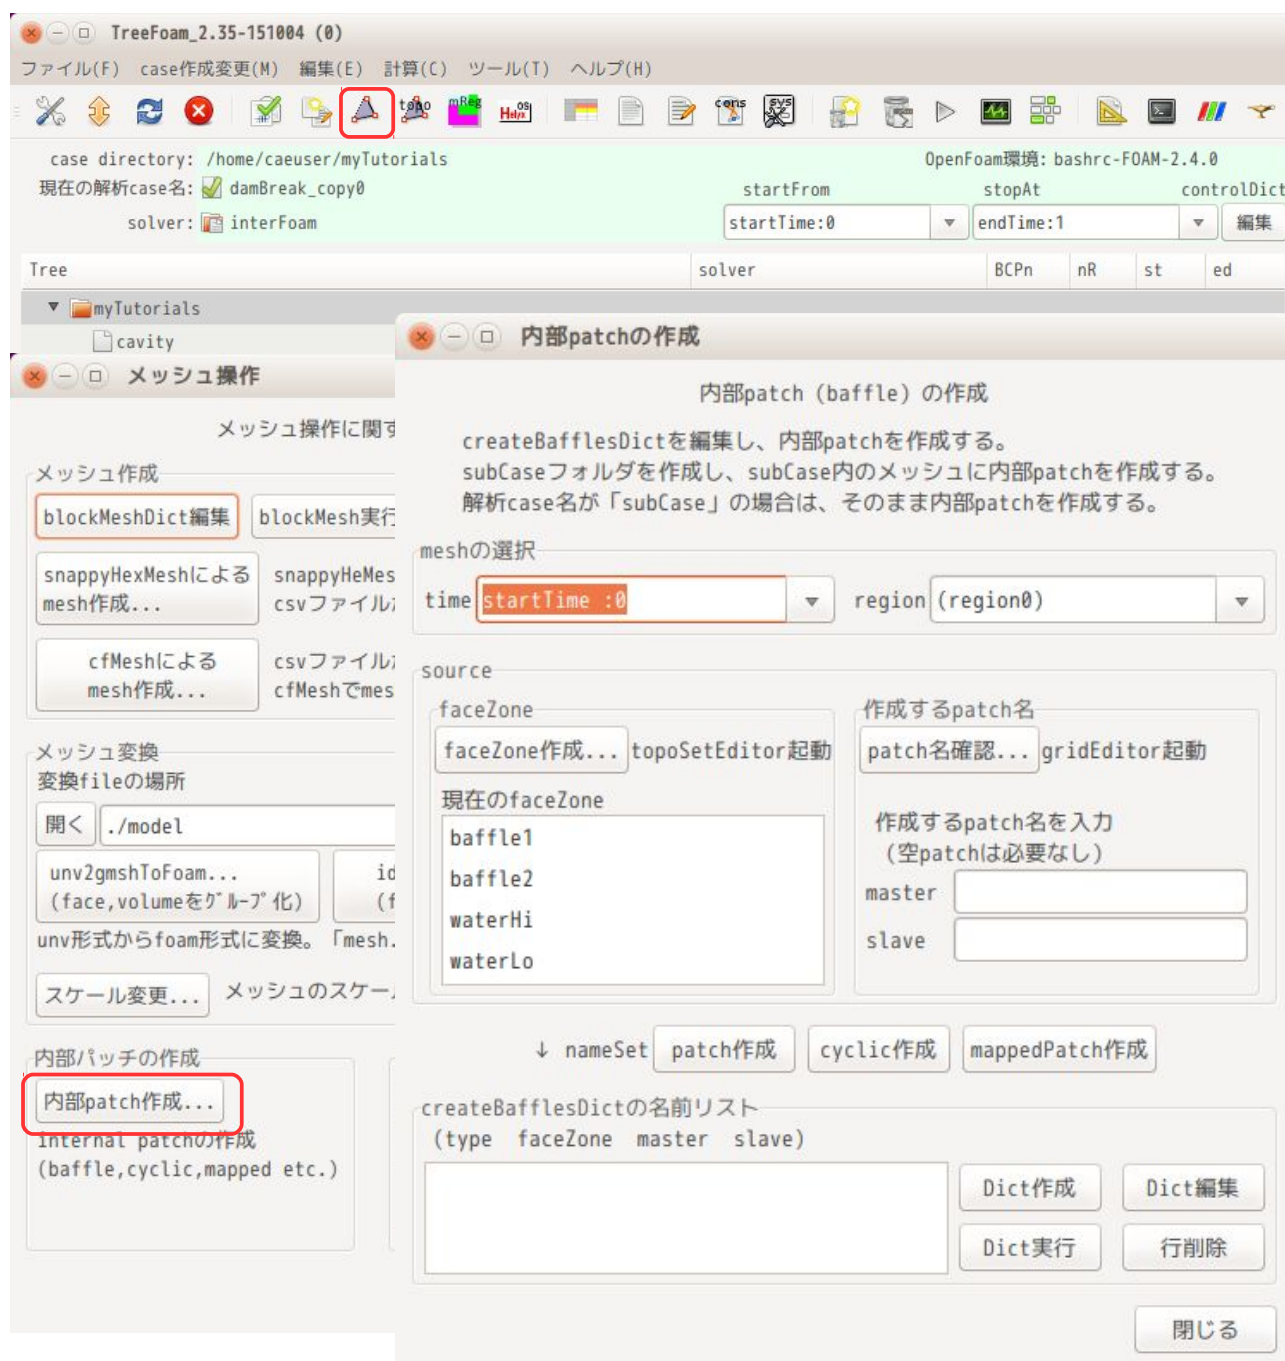 TreeFoam_2.35-151004 (0)
ファイル(F) case作成変更(M) 編集(E) 計算(C) ツール(T) ヘルプ(H)
topo mReg Helyx OS cons sys
case directory: /home/caeuser/myTutorials OpenFoam環境: bashrc-FOAM-2.4.0
現在の解析case名: damBreak_copy0 startFrom stopAt controlDict
solver: interFoam startTime:0 endTime:1 編集
Tree solver BCPn nR st ed
myTutorials
cavity
メッシュ操作
メッシュ操作に関す
メッシュ作成
blockMeshDict編集 blockMesh実行
snappyHexMeshによる
mesh作成...
snappyHeMes
csvファイル
cfMeshによる
mesh作成...
csvファイル
cfMeshでmes
メッシュ変換
変換fileの場所
開く ./model
unv2gmshToFoam...
(face,volumeをグループ化)
unv形式からfoam形式に変換。「mesh.
スケール変更... メッシュのスケー
内部パッチの作成
内部patch作成...
internal patchの作成
(baffle,cyclic,mapped etc.)
内部patchの作成
内部patch (baffle) の作成
createBafflesDictを編集し、内部patchを作成する。
subCaseフォルダを作成し、subCase内のメッシュに内部patchを作成する。
解析case名が「subCase」の場合は、そのまま内部patchを作成する。
meshの選択
time startTime :0 region (region0)
source
faceZone
faceZone作成... topoSetEditor起動
現在のfaceZone
baffle1
baffle2
waterHi
waterLo
作成するpatch名
patch名確認... gridEditor起動
作成するpatch名を入力
(空patchは必要なし)
master
slave
↓ nameSet patch作成 cyclic作成 mappedPatch作成
createBafflesDictの名前リスト
(type faceZone master slave)
Dict作成 Dict編集
Dict実行 行削除
閉じる